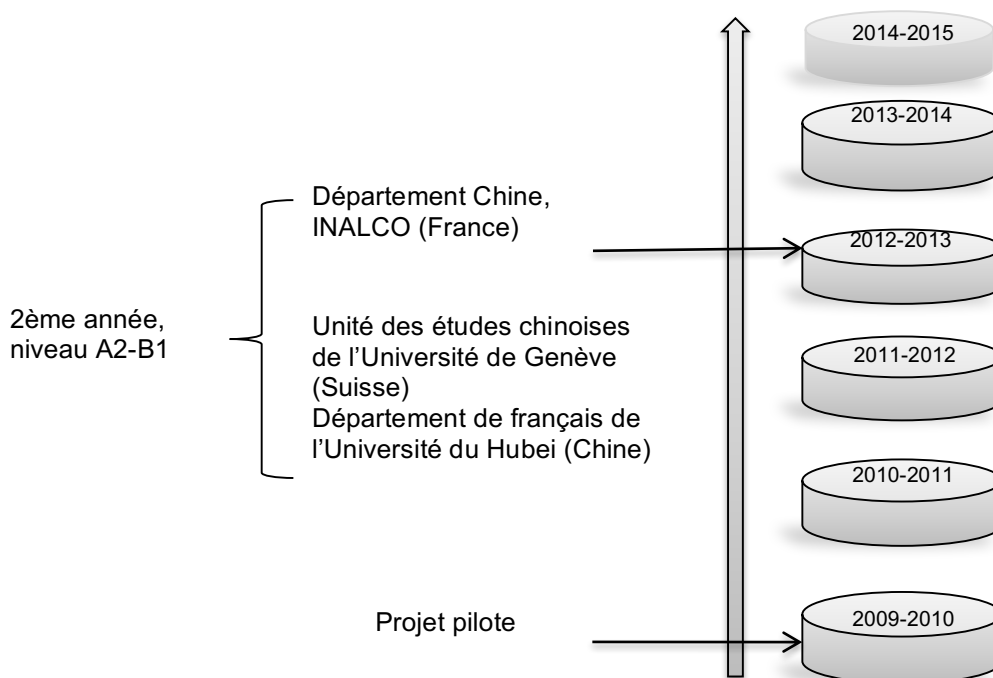 2014-2015
2013-2014
Département Chine,
INALCO (France)
2012-2013
2ème année,
niveau A2-B1
Unité des études chinoises
de l’Université de Genève
(Suisse)
Département de français de
l’Université du Hubei (Chine)
2011-2012
2010-2011
Projet pilote
2009-2010